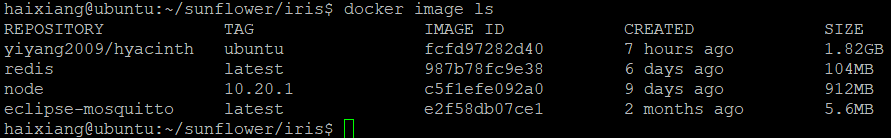 haixiang@ubuntu:~/sunflower/iris$ docker image ls
REPOSITORY TAG IMAGE ID CREATED SIZE
yiyang2009/hyacinth ubuntu fcfd97282d40 7 hours ago 1.82GB
redis latest 987b78fc9e38 6 days ago 104MB
node 10.20.1 c5f1efe092a0 9 days ago 912MB
eclipse-mosquitto latest e2f58db07ce1 2 months ago 5.6MB
haixiang@ubuntu:~/sunflower/iris$